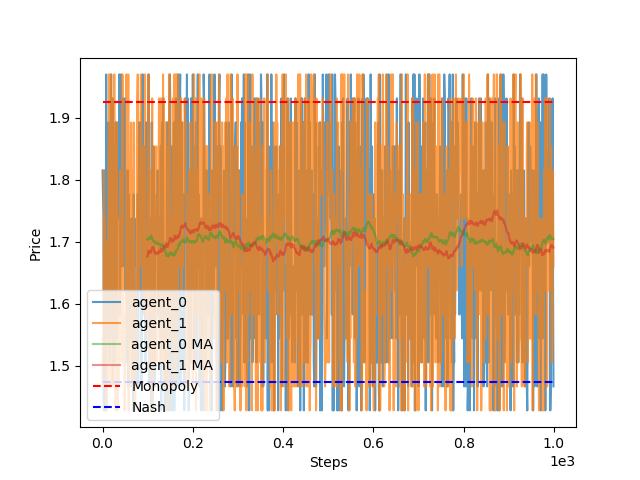 Price
1.9
1.8
1.7
1.6
1.5
agent_0
agent_1
agent_0 MA
agent_1 MA
Monopoly
Nash
0.0 0.2 0.4 0.6 0.8 1.0
Steps
1e3